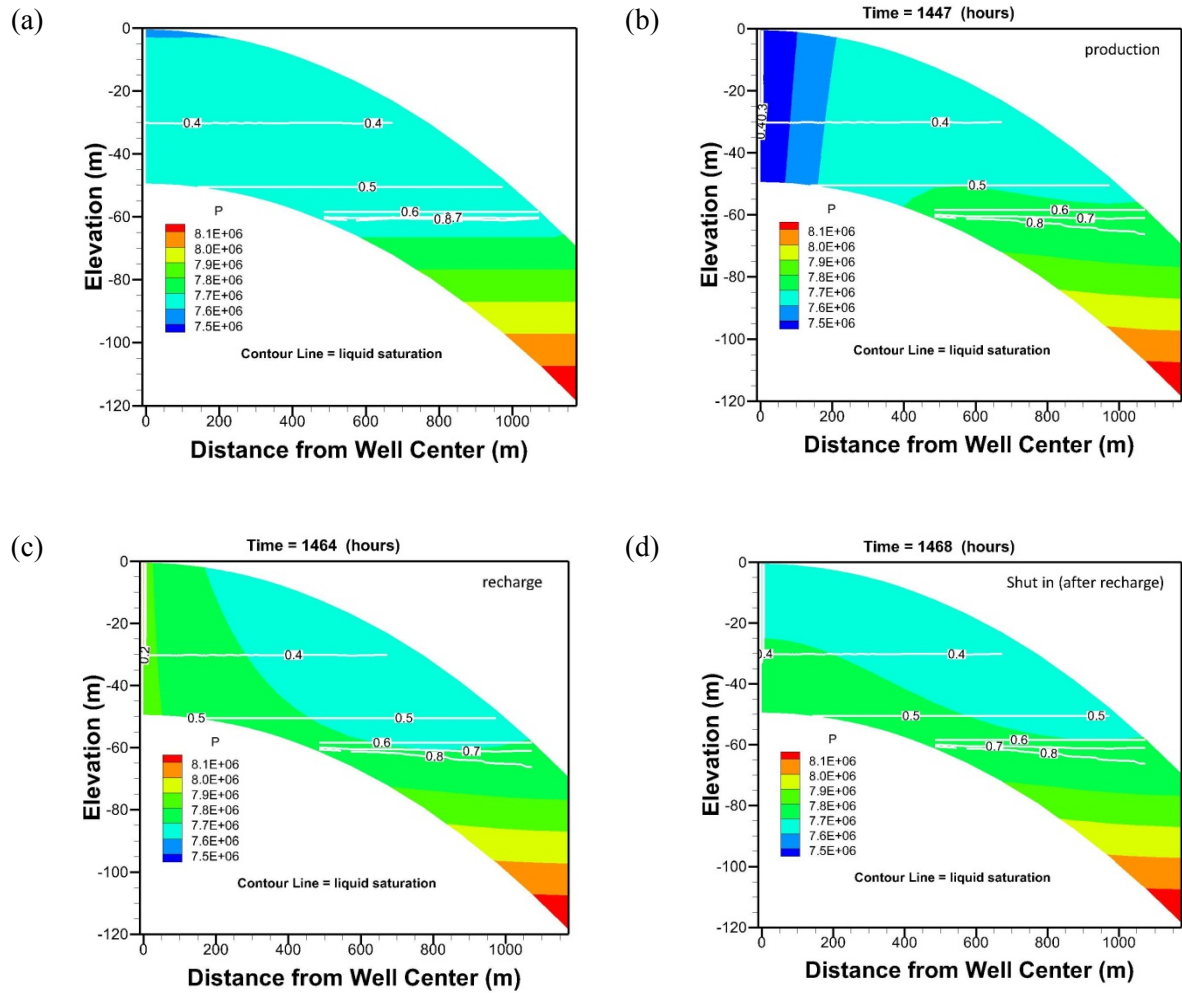 (a)
0
-20
-40
-60
-80
-100
-120
Elevation (m)
0.4 0.4
0.5
0.6
0.8 0.7
P
8.1E+06
8.0E+06
7.9E+06
7.8E+06
7.7E+06
7.6E+06
7.5E+06
Contour Line = liquid saturation
0 200 400 600 800 1000
Distance from Well Center (m)
(b)
Time = 1447 (hours)
production
0
-20
-40
-60
-80
-100
-120
Elevation (m)
0.3
0.4
0.4
0.5
0.6
0.7
0.8
P
8.1E+06
8.0E+06
7.9E+06
7.8E+06
7.7E+06
7.6E+06
7.5E+06
Contour Line = liquid saturation
0 200 400 600 800 1000
Distance from Well Center (m)
(c)
Time = 1464 (hours)
recharge
0
-20
-40
-60
-80
-100
-120
Elevation (m)
0.2
0.4
0.5 0.5
0.6
0.7
0.8
P
8.1E+06
8.0E+06
7.9E+06
7.8E+06
7.7E+06
7.6E+06
7.5E+06
Contour Line = liquid saturation
0 200 400 600 800 1000
Distance from Well Center (m)
(d)
Time = 1468 (hours)
Shut in (after recharge)
0
-20
-40
-60
-80
-100
-120
Elevation (m)
0.4 0.4
0.5 0.5
0.6
0.7 0.8
P
8.1E+06
8.0E+06
7.9E+06
7.8E+06
7.7E+06
7.6E+06
7.5E+06
Contour Line = liquid saturation
0 200 400 600 800 1000
Distance from Well Center (m)